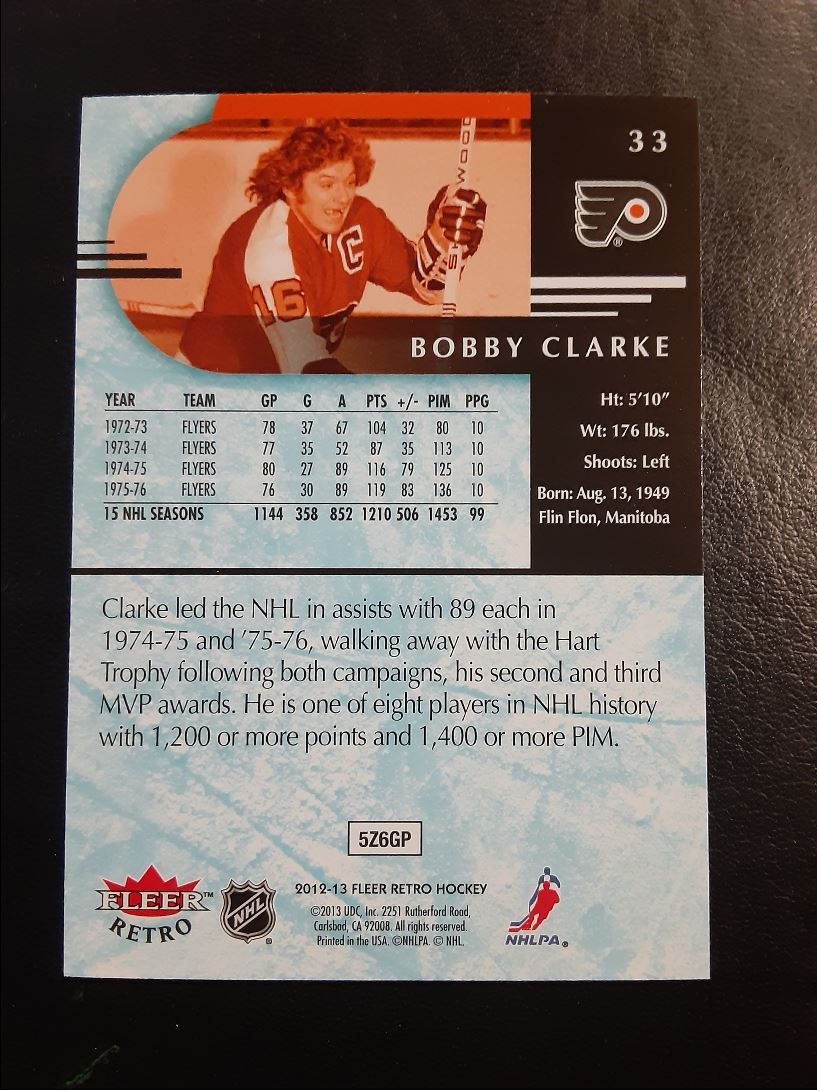 33
P
®
C
16
BOBBY CLARKE
YEAR TEAM GP G A PTS +/- PIM PPG
1972-73 FLYERS 78 37 67 104 32 80 10
1973-74 FLYERS 77 35 52 87 35 113 10
1974-75 FLYERS 80 27 89 116 79 125 10
1975-76 FLYERS 76 30 89 119 83 136 10
15 NHL SEASONS 1144 358 852 1210 506 1453 99
Ht: 5'10"
Wt: 176 lbs.
Shoots: Left
Born: Aug. 13, 1949
Flin Flon, Manitoba
Clarke led the NHL in assists with 89 each in
1974-75 and '75-76, walking away with the Hart
Trophy following both campaigns, his second and third
MVP awards. He is one of eight players in NHL history
with 1,200 or more points and 1,400 or more PIM.
5Z6GP
FLEER™
RETRO
NHL
®
2012-13 FLEER RETRO HOCKEY
©2013 UDC, Inc. 2251 Rutherford Road,
Carlsbad, CA 92008. All rights reserved.
Printed in the USA. ©NHLPA. © NHL.
NHLPA®